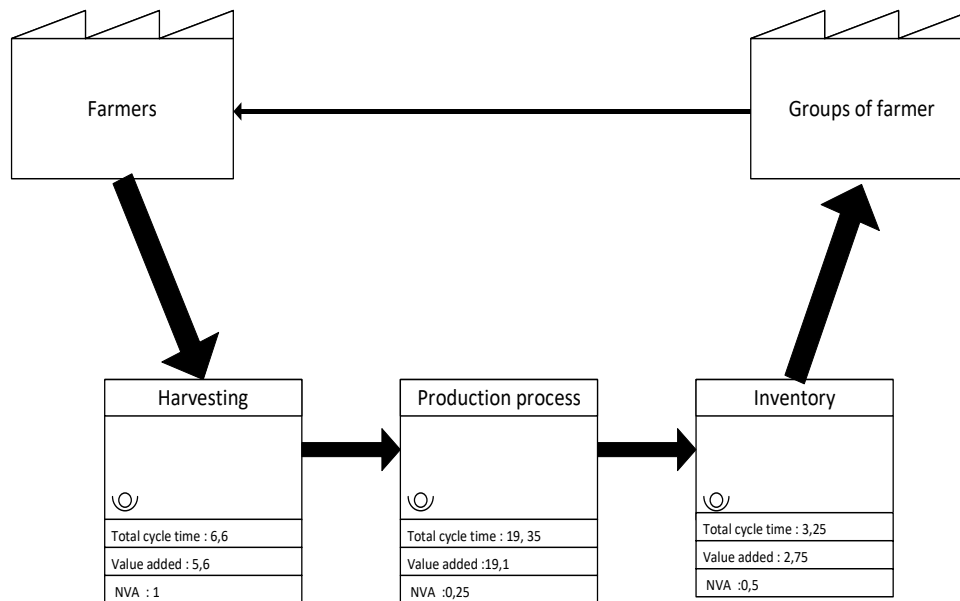 Farmers
Groups of farmer
Harvesting
Total cycle time : 6,6
Value added : 5,6
NVA : 1
Production process
Total cycle time : 19, 35
Value added :19,1
NVA :0,25
Inventory
Total cycle time : 3,25
Value added : 2,75
NVA :0,5